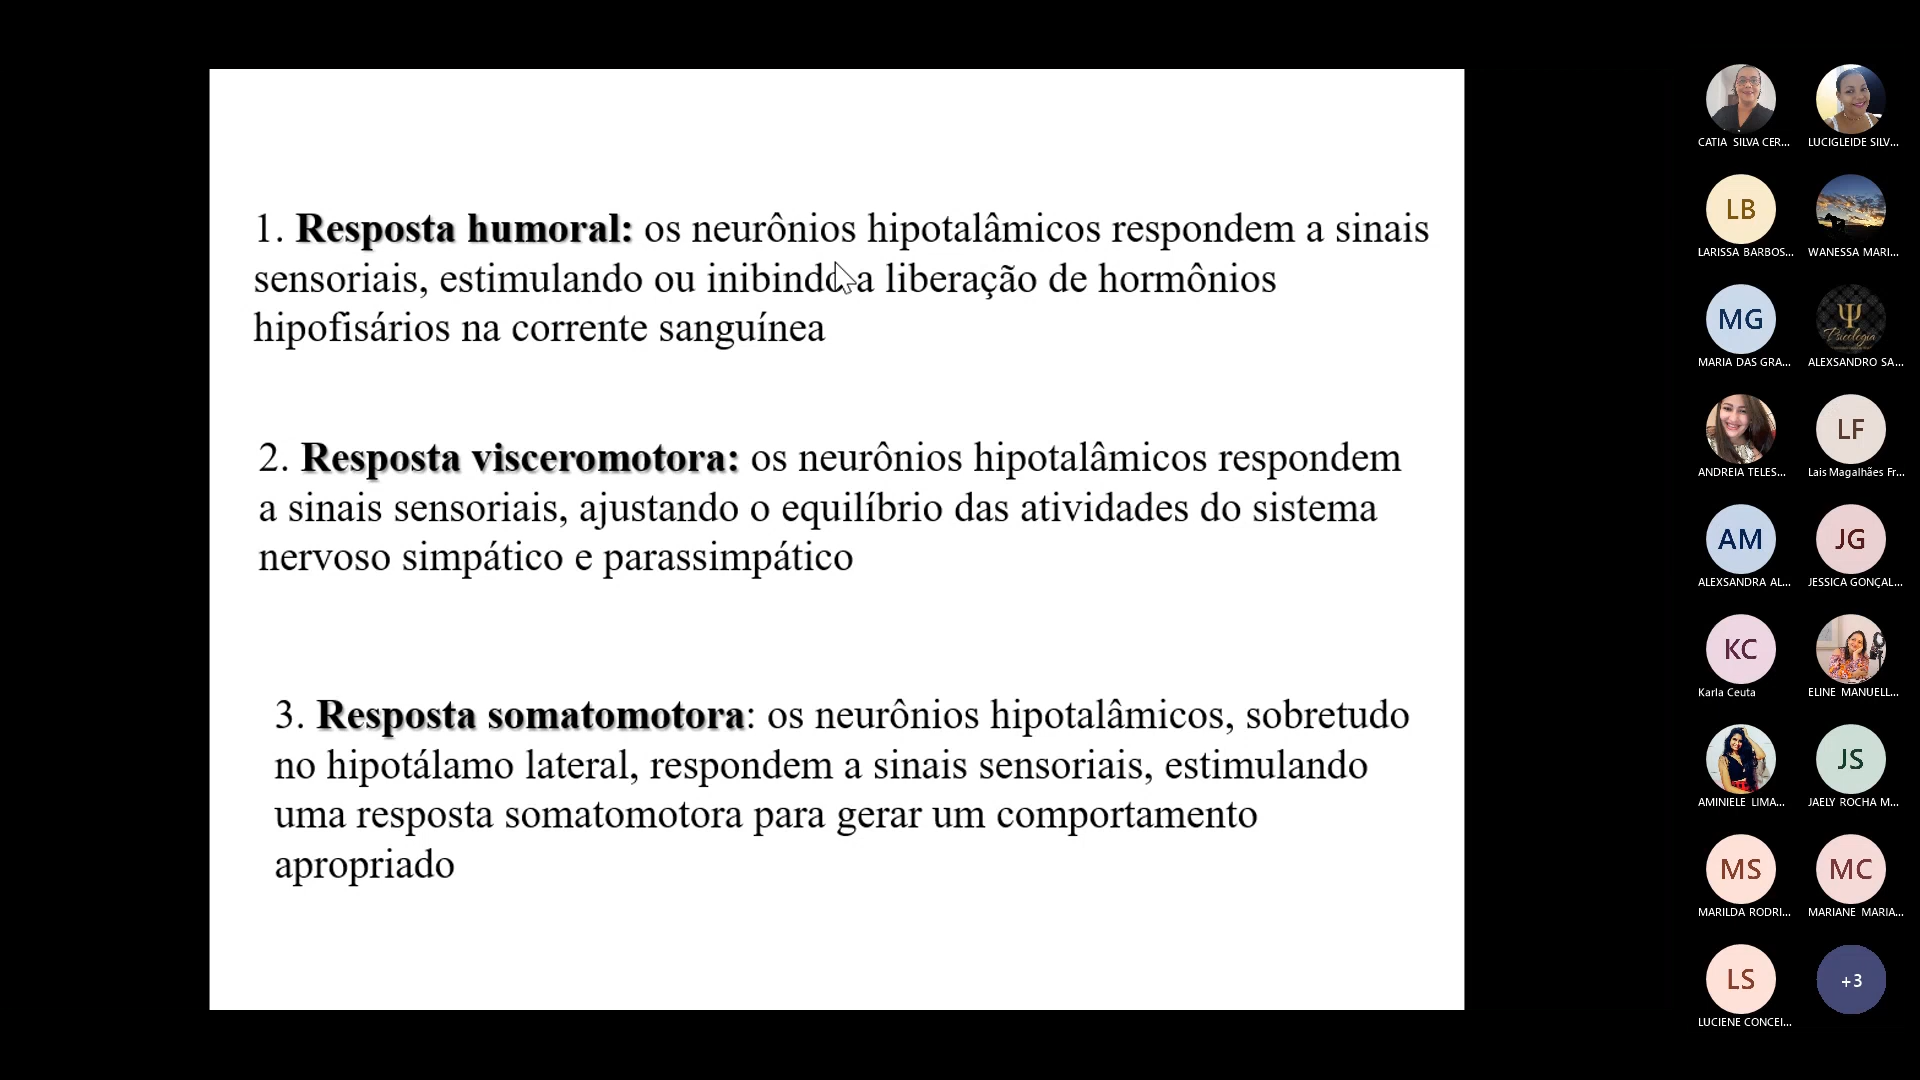 1. Resposta humoral: os neurônios hipotalâmicos respondem a sinais
sensoriais, estimulando ou inibindo a liberação de hormônios
hipofisários na corrente sanguínea
2. Resposta visceromotora: os neurônios hipotalâmicos respondem
a sinais sensoriais, ajustando o equilíbrio das atividades do sistema
nervoso simpático e parassimpático
3. Resposta somatomotora: os neurônios hipotalâmicos, sobretudo
no hipotálamo lateral, respondem a sinais sensoriais, estimulando
uma resposta somatomotora para gerar um comportamento
apropriado
CATIA SILVA CER...
LUCIGLEIDE SILV...
LB
LARISSA BARBOS...
WANESSA MARI...
MG
MARIA DAS GRA...
Ψ
Psicologia
ALEXSANDRO SA...
ANDREIA TELES...
LF
Lais Magalhães Fr...
AM
ALEXSANDRA AL...
JG
JESSICA GONÇAL...
KC
Karla Ceuta
ELINE MANUELL...
AMINIELE LIMA...
JS
JAELY ROCHA M...
MS
MARILDA RODRI...
MC
MARIANE MARIA...
LS
LUCIENE CONCEI...
+3